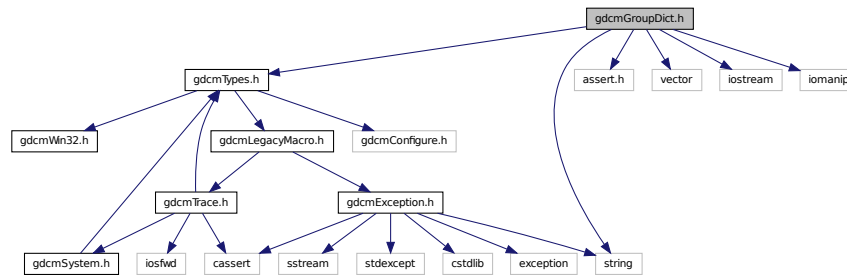 gdcmGroupDict.h
gdcmTypes.h
assert.h
vector
iostream
iomanip
gdcmWin32.h
gdcmLegacyMacro.h
gdcmConfigure.h
gdcmTrace.h
gdcmException.h
gdcmSystem.h
iosfwd
cassert
sstream
stdexcept
cstdlib
exception
string